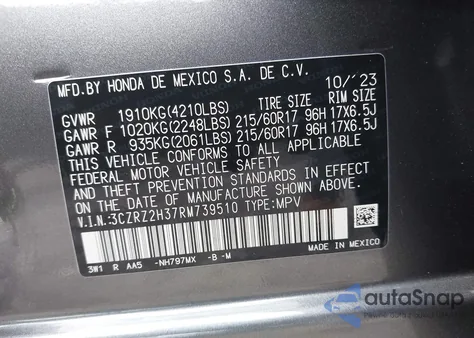 MFD.BY HONDA DE MEXICO S.A. DE C.V. 10/'23
GVWR 1910KG(4210LBS) TIRE SIZE RIM SIZE
GAWR F 1020KG(2248LBS) 215/60R17 96H 17X6.5J
GAWR R 935KG(2061LBS) 215/60R17 96H 17X6.5J
THIS VEHICLE CONFORMS TO ALL APPLICABLE
FEDERAL MOTOR VEHICLE SAFETY
AND THEFT PREVENTION STANDARDS IN EFFECT
ON THE DATE OF MANUFACTURE SHOWN ABOVE.
V.I.N.:3CZRZ2H37RM739510 TYPE:MPV
3W1 R AA5 -NH797MX -B -M
MADE IN MEXICO
autaSnap